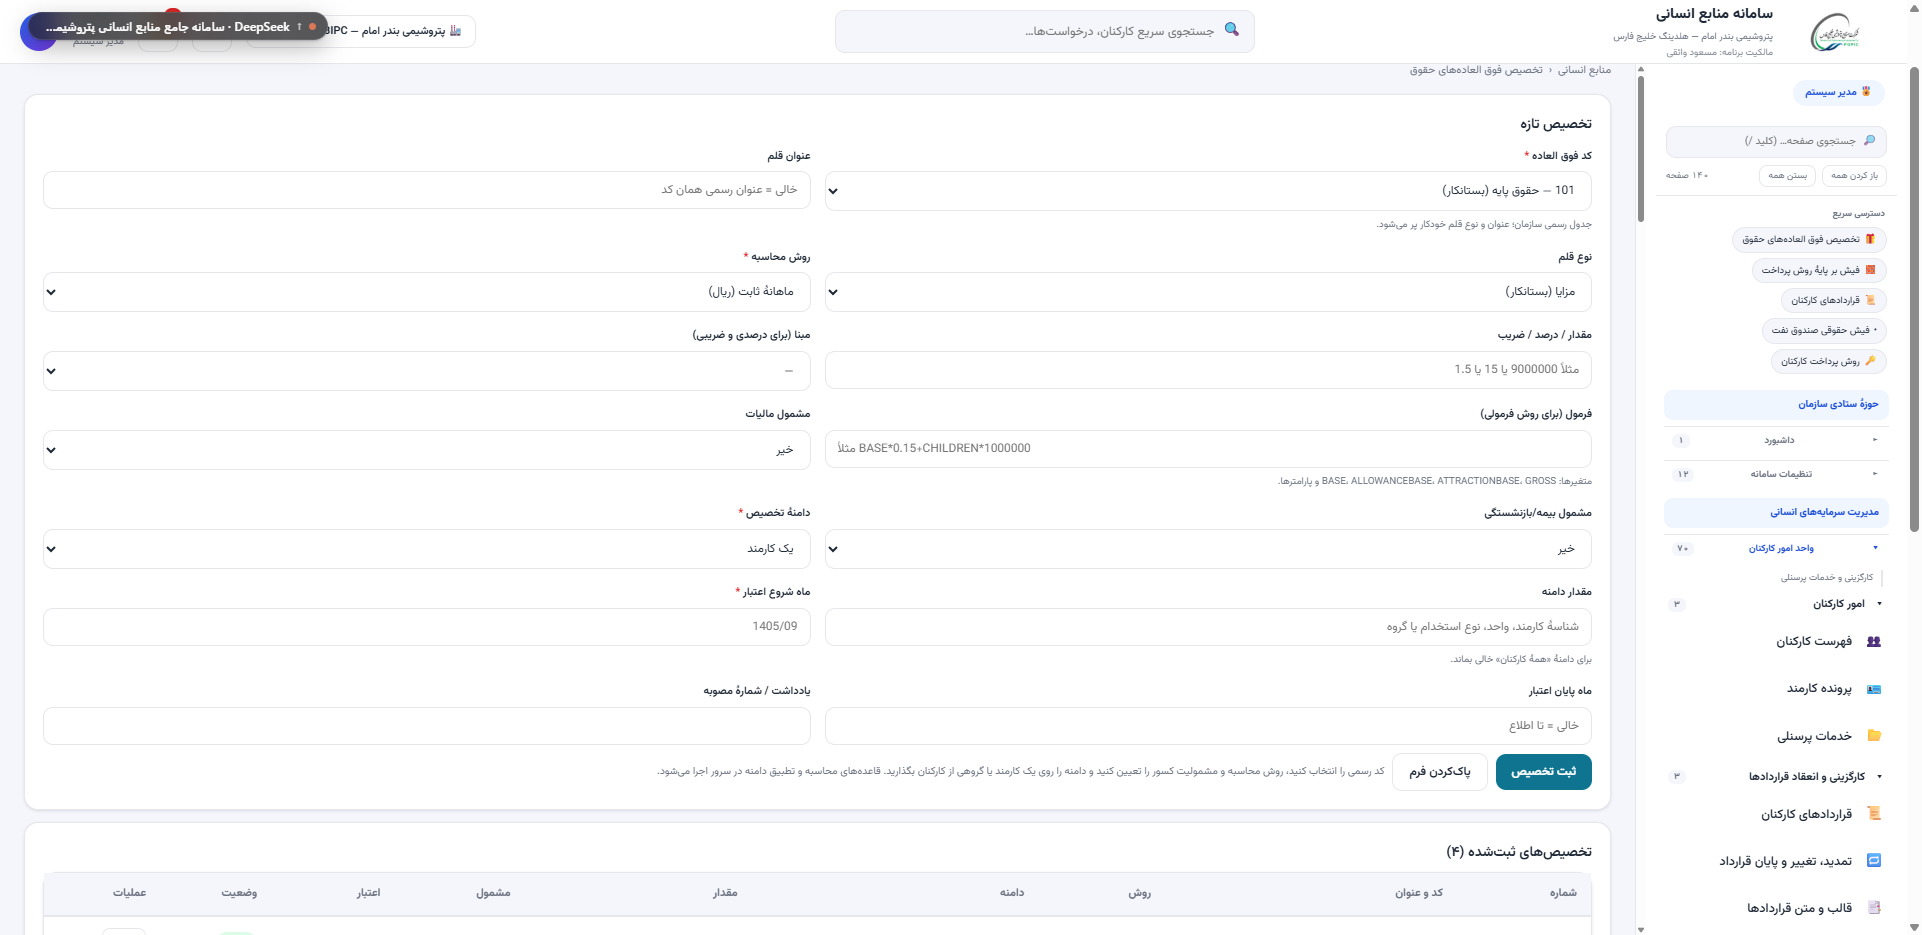 سامانه منابع انسانی
پتروشیمی بندر امام — هلدینگ خلیج فارس
مالکیت برنامه: مسعود واثقی
جستجوی سریع کارکنان، درخواست‌ها...
پتروشیمی بندر امام — BIPC
DeepSeek · سامانه جامع منابع انسانی پتروشیم...
↑
مدیر سیستم
منابع انسانی › تخصیص فوق العاده‌های حقوق
مدیر سیستم
جستجوی صفحه... (کلید /)
باز کردن همه
بستن همه
۱۴۰ صفحه
دسترسی سریع
تخصیص فوق العاده‌های حقوق
فیش بر پایهٔ روش پرداخت
قراردادهای کارکنان
• فیش حقوقی صندوق نفت
روش پرداخت کارکنان
حوزهٔ ستادی سازمان
داشبورد ۱
تنظیمات سامانه ۱۲
مدیریت سرمایه‌های انسانی
واحد امور کارکنان ۷۰
کارگزینی و خدمات پرسنلی
امور کارکنان ۳
فهرست کارکنان
پرونده کارمند
خدمات پرسنلی
کارگزینی و انعقاد قراردادها ۳
قراردادهای کارکنان
تمدید، تغییر و پایان قرارداد
قالب و متن قراردادها
تخصیص تازه
کد فوق العاده *
101 — حقوق پایه (بستانکار)
جدول رسمی سازمان؛ عنوان و نوع قلم خودکار پر می‌شود.
عنوان قلم
خالی = عنوان رسمی همان کد
نوع قلم
مزایا (بستانکار)
روش محاسبه *
ماهانهٔ ثابت (ریال)
مقدار / درصد / ضریب
مثلاً 9000000 یا 15 یا 1.5
مبنا (برای درصدی و ضریبی)
—
فرمول (برای روش فرمولی)
مثلاً BASE*0.15+CHILDREN*1000000
متغیرها: BASE، ALLOWANCEBASE، ATTRACTIONBASE، GROSS و پارامترها.
مشمول مالیات
خیر
مشمول بیمه/بازنشستگی
خیر
دامنهٔ تخصیص *
یک کارمند
مقدار دامنه
شناسهٔ کارمند، واحد، نوع استخدام یا گروه
برای دامنهٔ «همهٔ کارکنان» خالی بماند.
ماه شروع اعتبار *
1405/09
ماه پایان اعتبار
خالی = تا اطلاع
یادداشت / شمارهٔ مصوبه
ثبت تخصیص
پاک‌کردن فرم
کد رسمی را انتخاب کنید، روش محاسبه و مشمولیت کسور را تعیین کنید و دامنه را روی یک کارمند یا گروهی از کارکنان بگذارید. قاعده‌های محاسبه و تطبیق دامنه در سرور اجرا می‌شود.
تخصیص‌های ثبت‌شده (۴)
شماره کد و عنوان روش دامنه مقدار مشمول اعتبار وضعیت عملیات